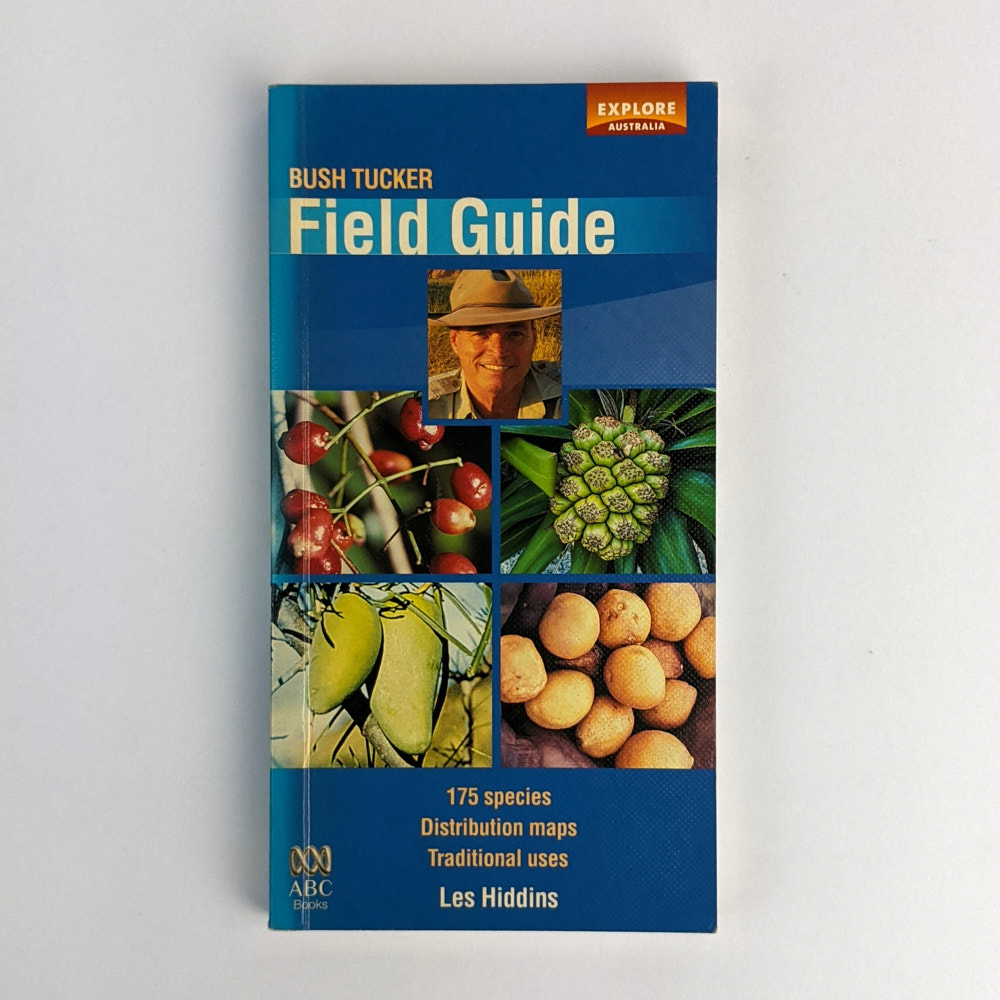 EXPLORE
AUSTRALIA
BUSH TUCKER
Field Guide
175 species
Distribution maps
Traditional uses
Les Hiddins
ABC
Books